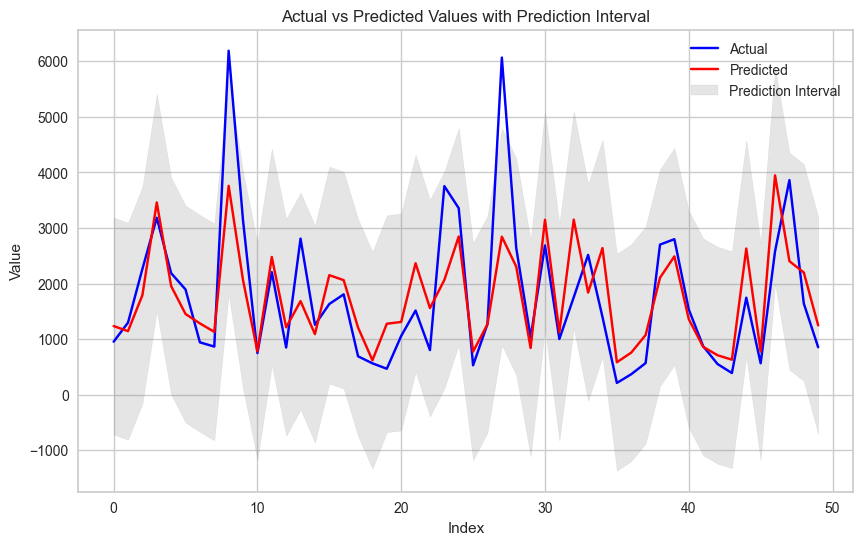 Actual vs Predicted Values with Prediction Interval
Actual
Predicted
Prediction Interval
Value
6000
5000
4000
3000
2000
1000
0
−1000
0 10 20 30 40 50
Index